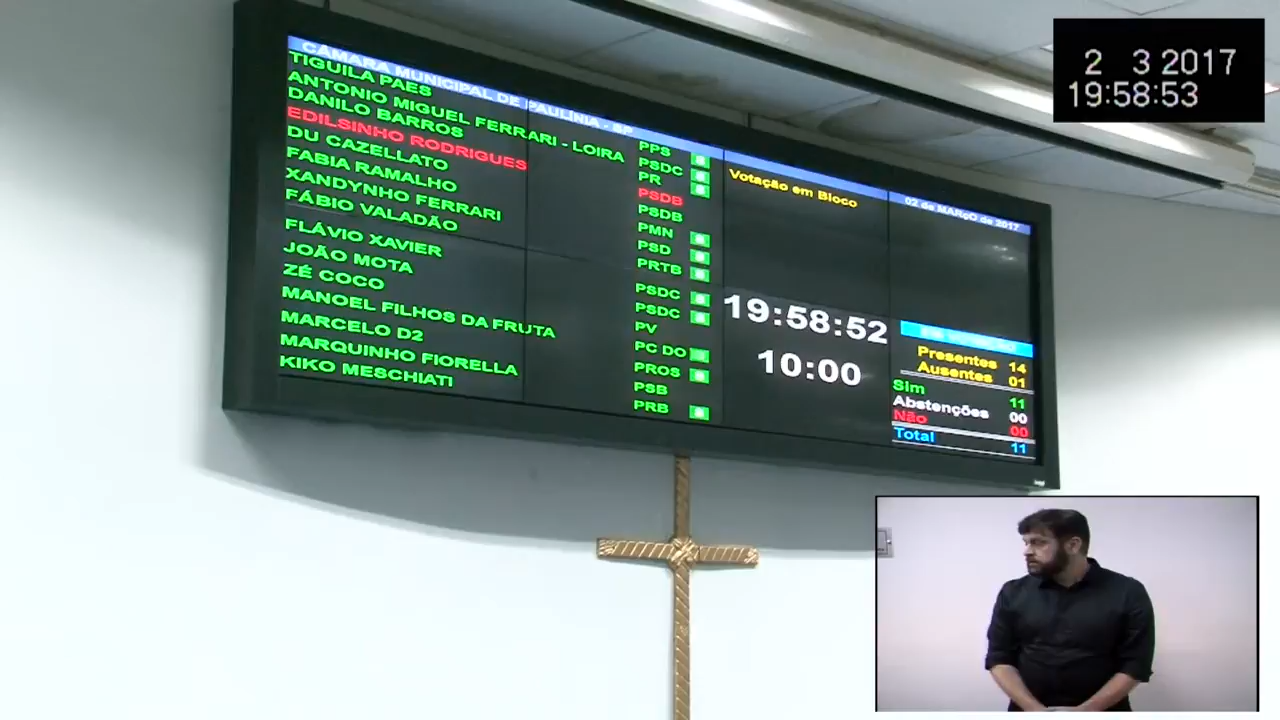 2 3 2017
19:58:53
CÂMARA MUNICIPAL DE PAULÍNIA - SP
TIGUILA PAES PPS
ANTONIO MIGUEL FERRARI - LOIRA PSDC
DANILO BARROS PR
EDILSINHO RODRIGUES PSDB
DU CAZELLATO PSDB
FABIA RAMALHO PMN
XANDYNHO FERRARI PSD
FÁBIO VALADÃO PRTB
FLÁVIO XAVIER PSDC
JOÃO MOTA PSDC
ZÉ COCO PV
MANOEL FILHOS DA FRUTA PC DO
MARCELO D2 PROS
MARQUINHO FIORELLA PSB
KIKO MESCHIATI PRB
Votação em Bloco
19:58:52
10:00
02 de MARçO de 2017
Presentes 14
Ausentes 01
Sim 11
Abstenções 00
Não 00
Total 11